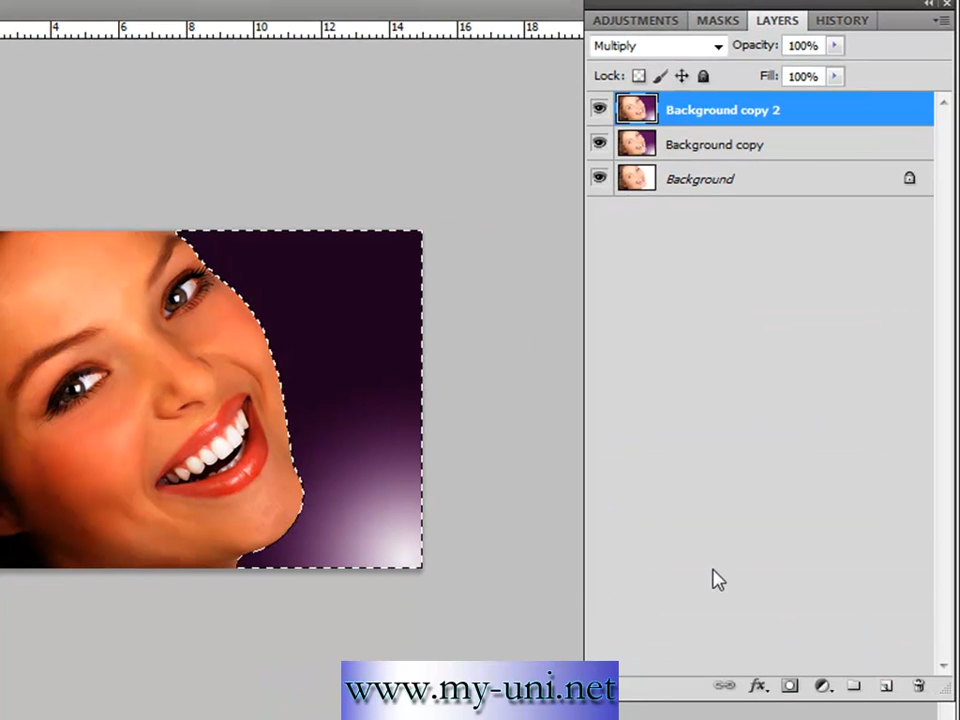 ADJUSTMENTS MASKS LAYERS HISTORY
Multiply Opacity: 100%
Lock: Fill: 100%
Background copy 2
Background copy
Background
4 6 8 10 12 14 16 18
fx.
www.my-uni.net